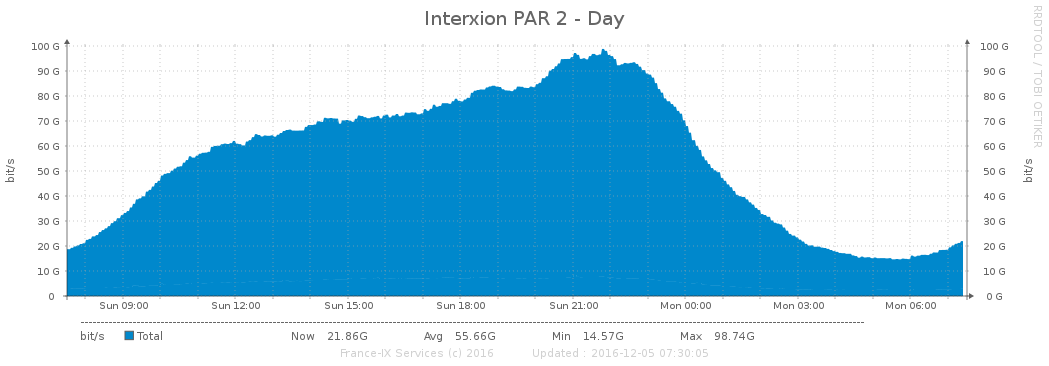 Interxion PAR 2 - Day
RRDTOOL / TOBI OETIKER
bit/s
bit/s
100 G 100 G
90 G 90 G
80 G 80 G
70 G 70 G
60 G 60 G
50 G 50 G
40 G 40 G
30 G 30 G
20 G 20 G
10 G 10 G
0 0 G
Sun 09:00 Sun 12:00 Sun 15:00 Sun 18:00 Sun 21:00 Mon 00:00 Mon 03:00 Mon 06:00
bit/s Total Now 21.86G Avg 55.66G Min 14.57G Max 98.74G
France-IX Services (c) 2016 Updated : 2016-12-05 07:30:05